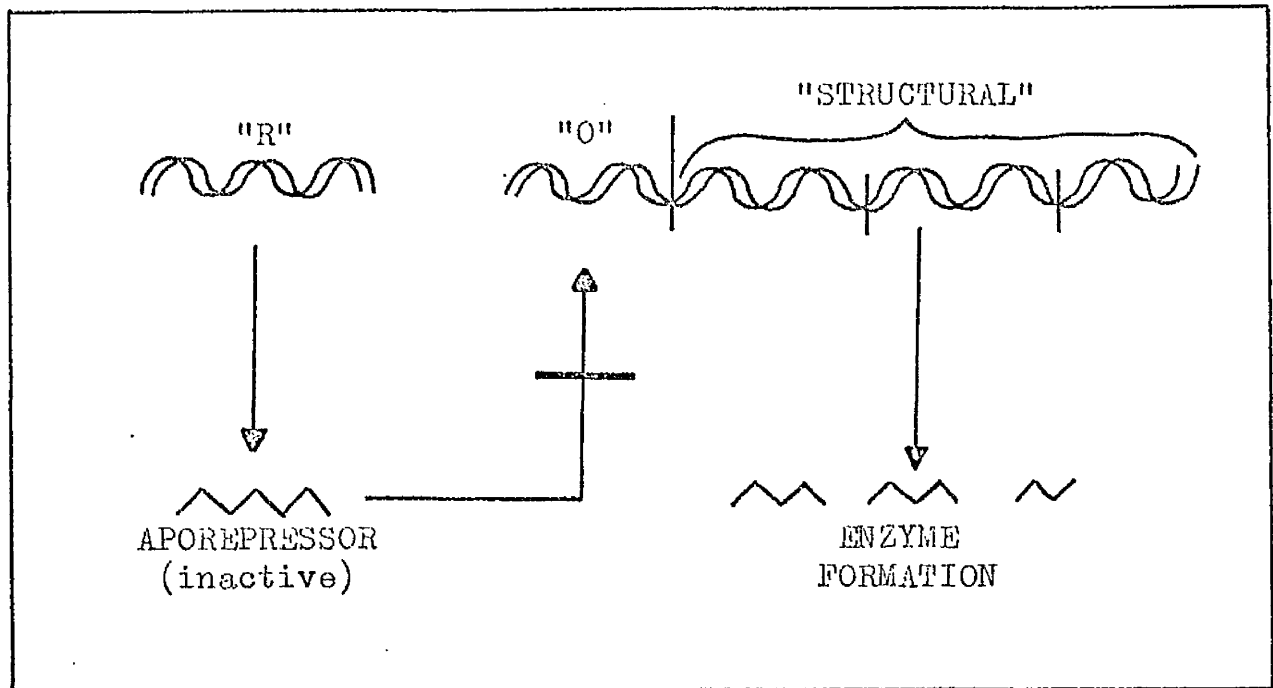 "STRUCTURAL"
"R"
"O"
APOREPRESSOR
(inactive)
ENZYME
FORMATION